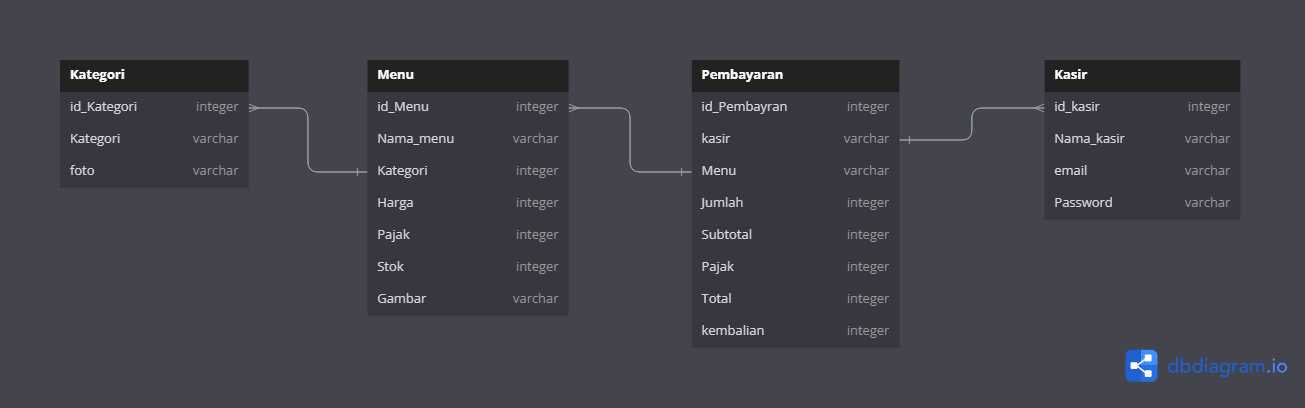 Kategori
id_Kategori integer
Kategori varchar
foto varchar
Menu
id_Menu integer
Nama_menu varchar
Kategori integer
Harga integer
Pajak integer
Stok integer
Gambar varchar
Pembayaran
id_Pembayran integer
kasir varchar
Menu varchar
Jumlah integer
Subtotal integer
Pajak integer
Total integer
kembalian integer
Kasir
id_kasir integer
Nama_kasir varchar
email varchar
Password varchar
dbdiagram.io